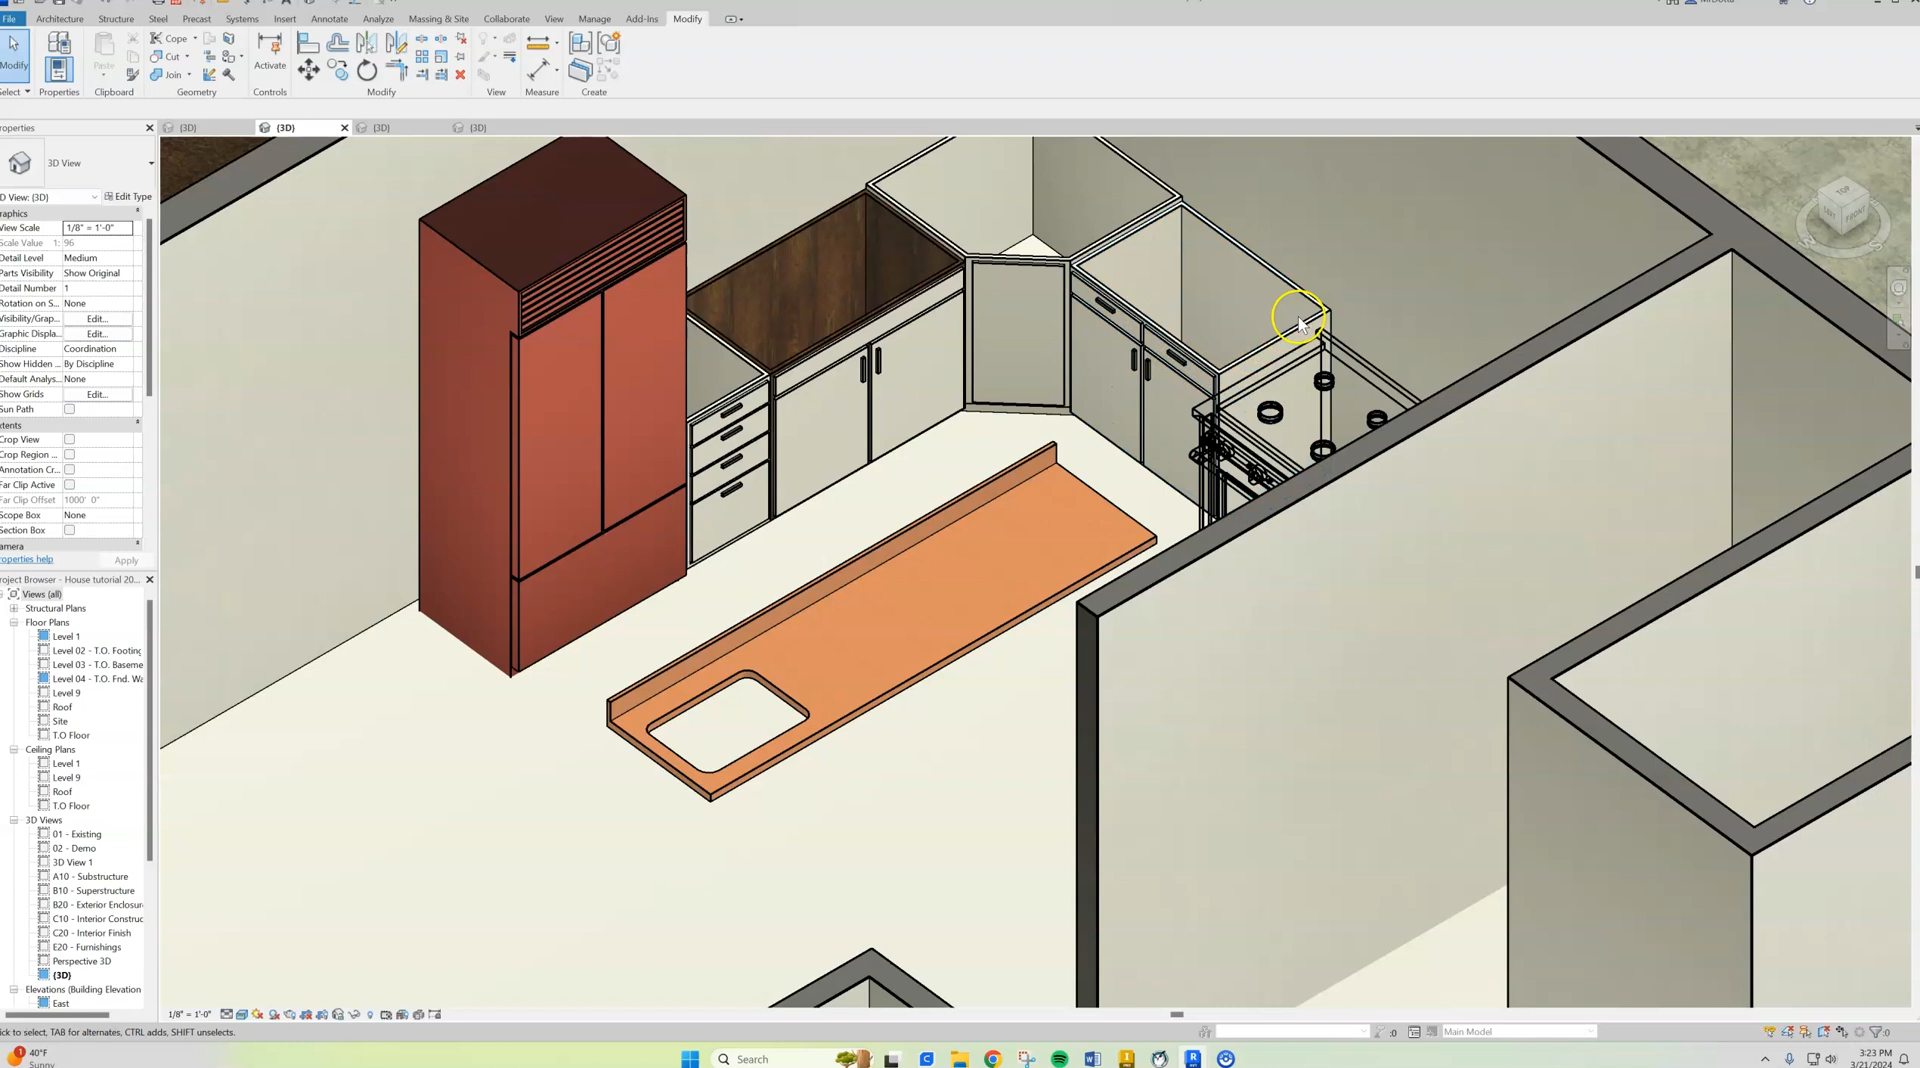 File Architecture Structure Steel Precast Systems Insert Annotate Analyze Massing & Site Collaborate View Manage Add-Ins Modify
Cope
Cut
Join
Modify
Paste
Activate
Select Properties Clipboard Geometry Controls Modify View Measure Create
roperties
{3D} {3D} {3D} {3D}
3D View
D View: {3D} Edit Type
raphics
View Scale 1/8" = 1'-0"
Scale Value 1: 96
Detail Level Medium
Parts Visibility Show Original
Detail Number 1
Rotation on S... None
Visibility/Grap... Edit...
Graphic Displa... Edit...
Discipline Coordination
Show Hidden ... By Discipline
Default Analys... None
Show Grids Edit...
Sun Path
xtents
Crop View
Crop Region ...
Annotation Cr...
Far Clip Active
Far Clip Offset 1000' 0"
Scope Box None
Section Box
amera
roperties help Apply
roject Browser - House tutorial 20...
Views (all)
Structural Plans
Floor Plans
Level 1
Level 02 - T.O. Footing
Level 03 - T.O. Baseme
Level 04 - T.O. Fnd. Wa
Level 9
Roof
Site
T.O Floor
Ceiling Plans
Level 1
Level 9
Roof
T.O Floor
3D Views
01 - Existing
02 - Demo
3D View 1
A10 - Substructure
B10 - Superstructure
B20 - Exterior Enclosur
C10 - Interior Construc
C20 - Interior Finish
E20 - Furnishings
Perspective 3D
{3D}
Elevations (Building Elevation
East
TOP
LEFT FRONT
W S
1/8" = 1'-0"
ick to select, TAB for alternates, CTRL adds, SHIFT unselects.
:0 Main Model :0
1 40°F
Sunny
Search
3:23 PM
3/21/2024